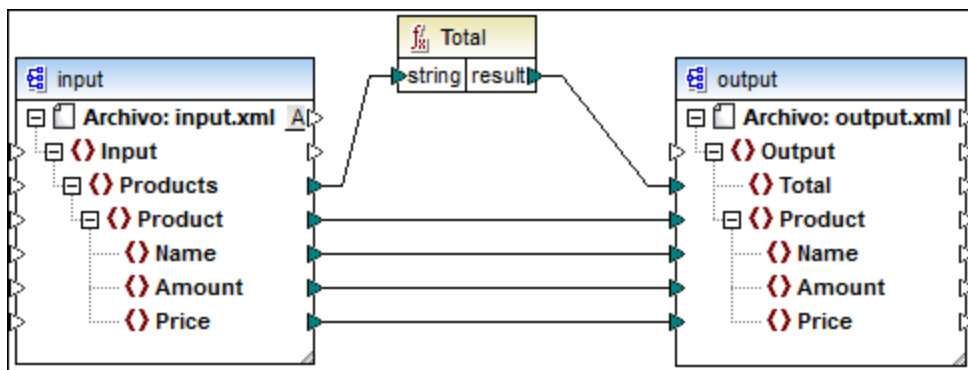 Total
string result
input
Archivo: input.xml A
Input
Products
Product
Name
Amount
Price
output
Archivo: output.xml
Output
Total
Product
Name
Amount
Price